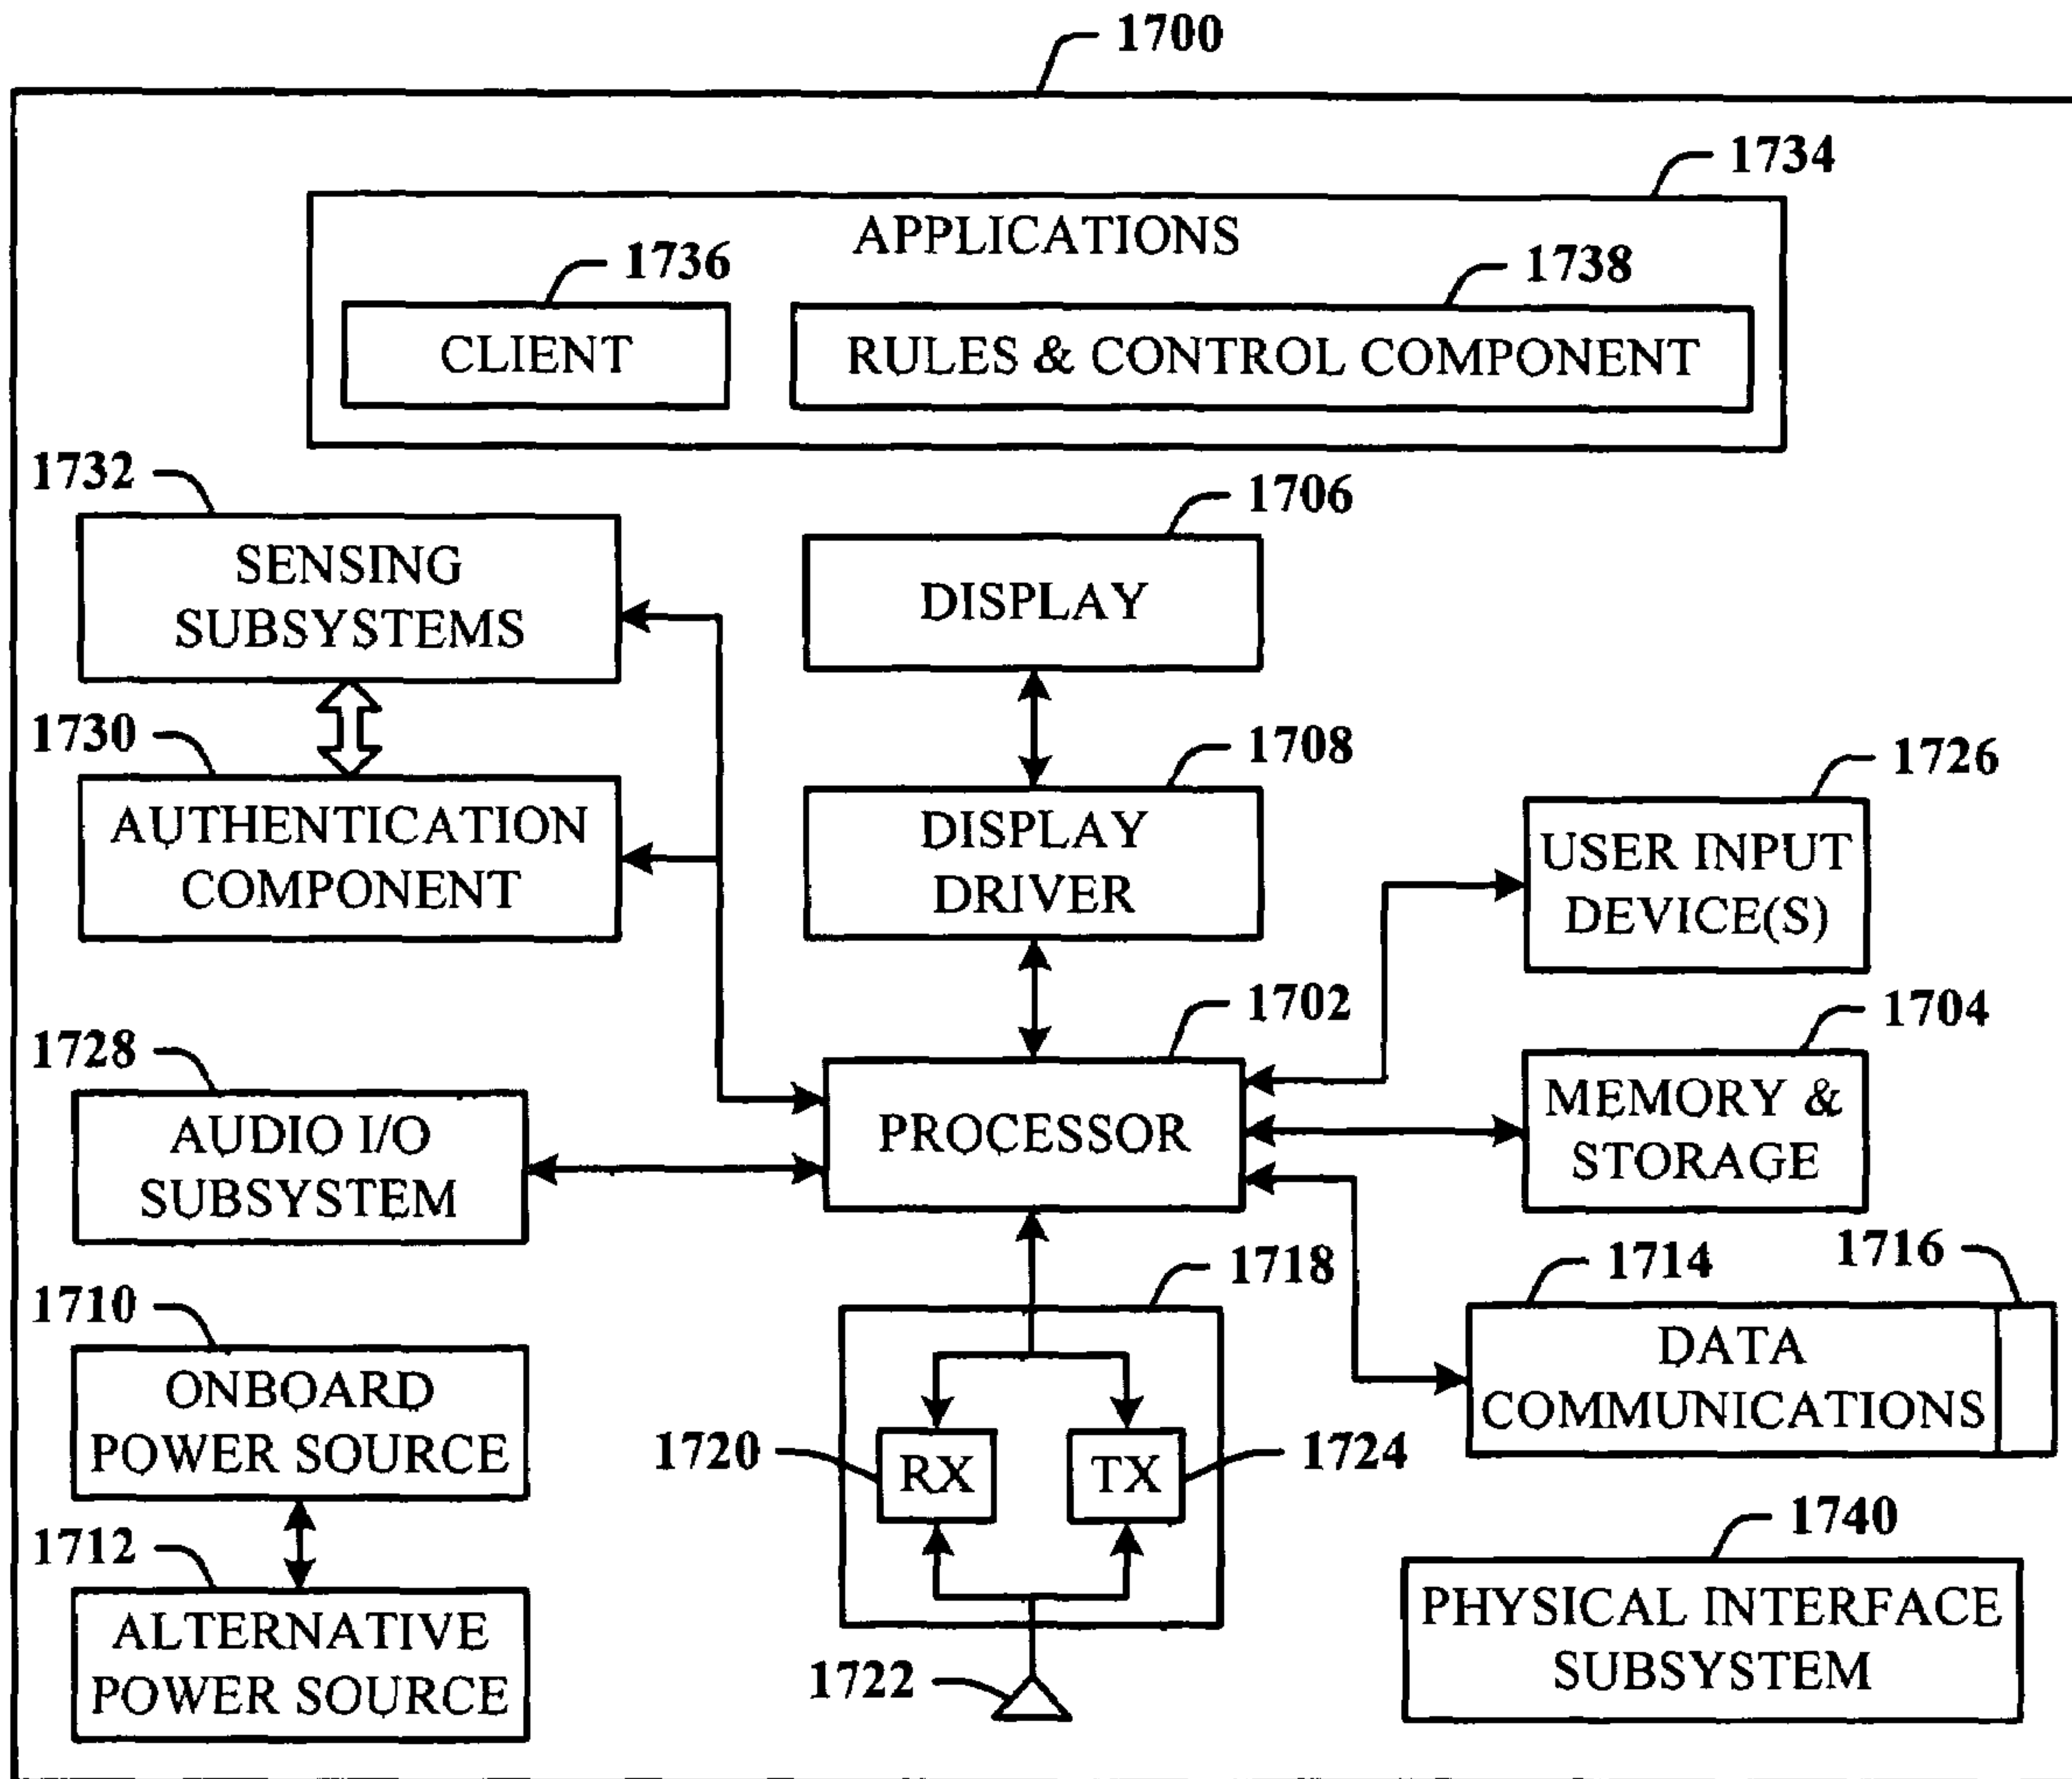 1700
1734
APPLICATIONS
1736
1738
CLIENT
RULES & CONTROL COMPONENT
1732
SENSING
SUBSYSTEMS
1706
DISPLAY
1730
AUTHENTICATION
COMPONENT
1708
DISPLAY
DRIVER
1726
USER INPUT
DEVICE(S)
1728
AUDIO I/O
SUBSYSTEM
1702
PROCESSOR
1704
MEMORY &
STORAGE
1710
ONBOARD
POWER SOURCE
1718
1714
1716
DATA
COMMUNICATIONS
1720
RX
TX
1724
1712
ALTERNATIVE
POWER SOURCE
1722
1740
PHYSICAL INTERFACE
SUBSYSTEM